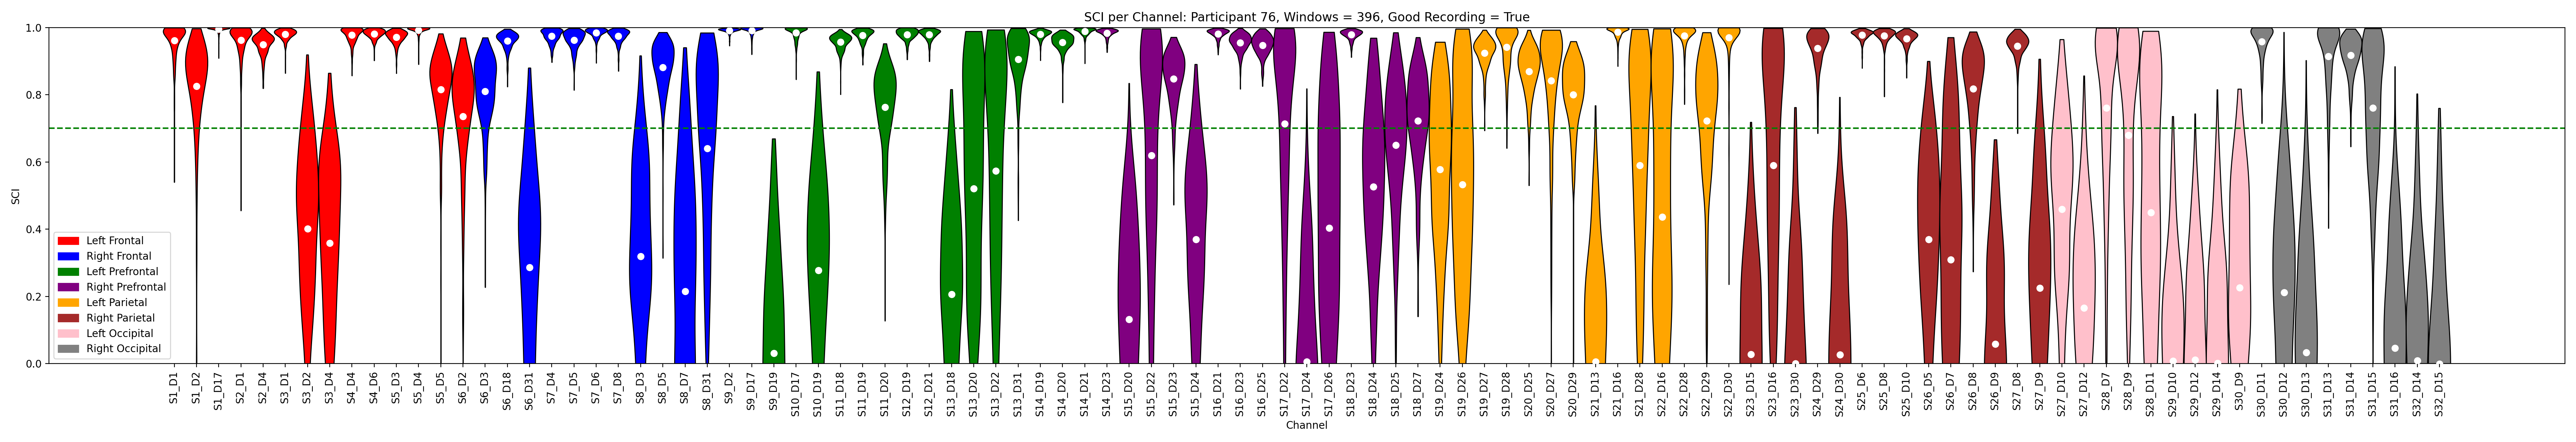 SCI per Channel: Participant 76, Windows = 396, Good Recording = True
SCI
1.0
0.8
0.6
0.4
0.2
0.0
Left Frontal
Right Frontal
Left Prefrontal
Right Prefrontal
Left Parietal
Right Parietal
Left Occipital
Right Occipital
S1_D1
S1_D2
S1_D17
S2_D1
S2_D4
S3_D1
S3_D2
S3_D4
S4_D4
S4_D6
S5_D3
S5_D4
S5_D5
S6_D2
S6_D3
S6_D18
S6_D31
S7_D4
S7_D5
S7_D6
S7_D8
S8_D3
S8_D5
S8_D7
S8_D31
S9_D2
S9_D17
S9_D19
S10_D17
S10_D19
S11_D18
S11_D19
S11_D20
S12_D19
S12_D21
S13_D18
S13_D20
S13_D22
S13_D31
S14_D19
S14_D20
S14_D21
S14_D23
S15_D20
S15_D22
S15_D23
S15_D24
S16_D21
S16_D23
S16_D25
S17_D22
S17_D24
S17_D26
S18_D23
S18_D24
S18_D25
S18_D27
S19_D24
S19_D26
S19_D27
S19_D28
S20_D25
S20_D27
S20_D29
S21_D13
S21_D16
S21_D28
S22_D16
S22_D28
S22_D29
S22_D30
S23_D15
S23_D16
S23_D30
S24_D29
S24_D30
S25_D6
S25_D8
S25_D10
S26_D5
S26_D7
S26_D8
S26_D9
S27_D8
S27_D9
S27_D10
S27_D12
S28_D7
S28_D9
S28_D11
S29_D10
S29_D12
S29_D14
S30_D9
S30_D11
S30_D12
S30_D13
S31_D13
S31_D14
S31_D15
S31_D16
S32_D14
S32_D15
Channel